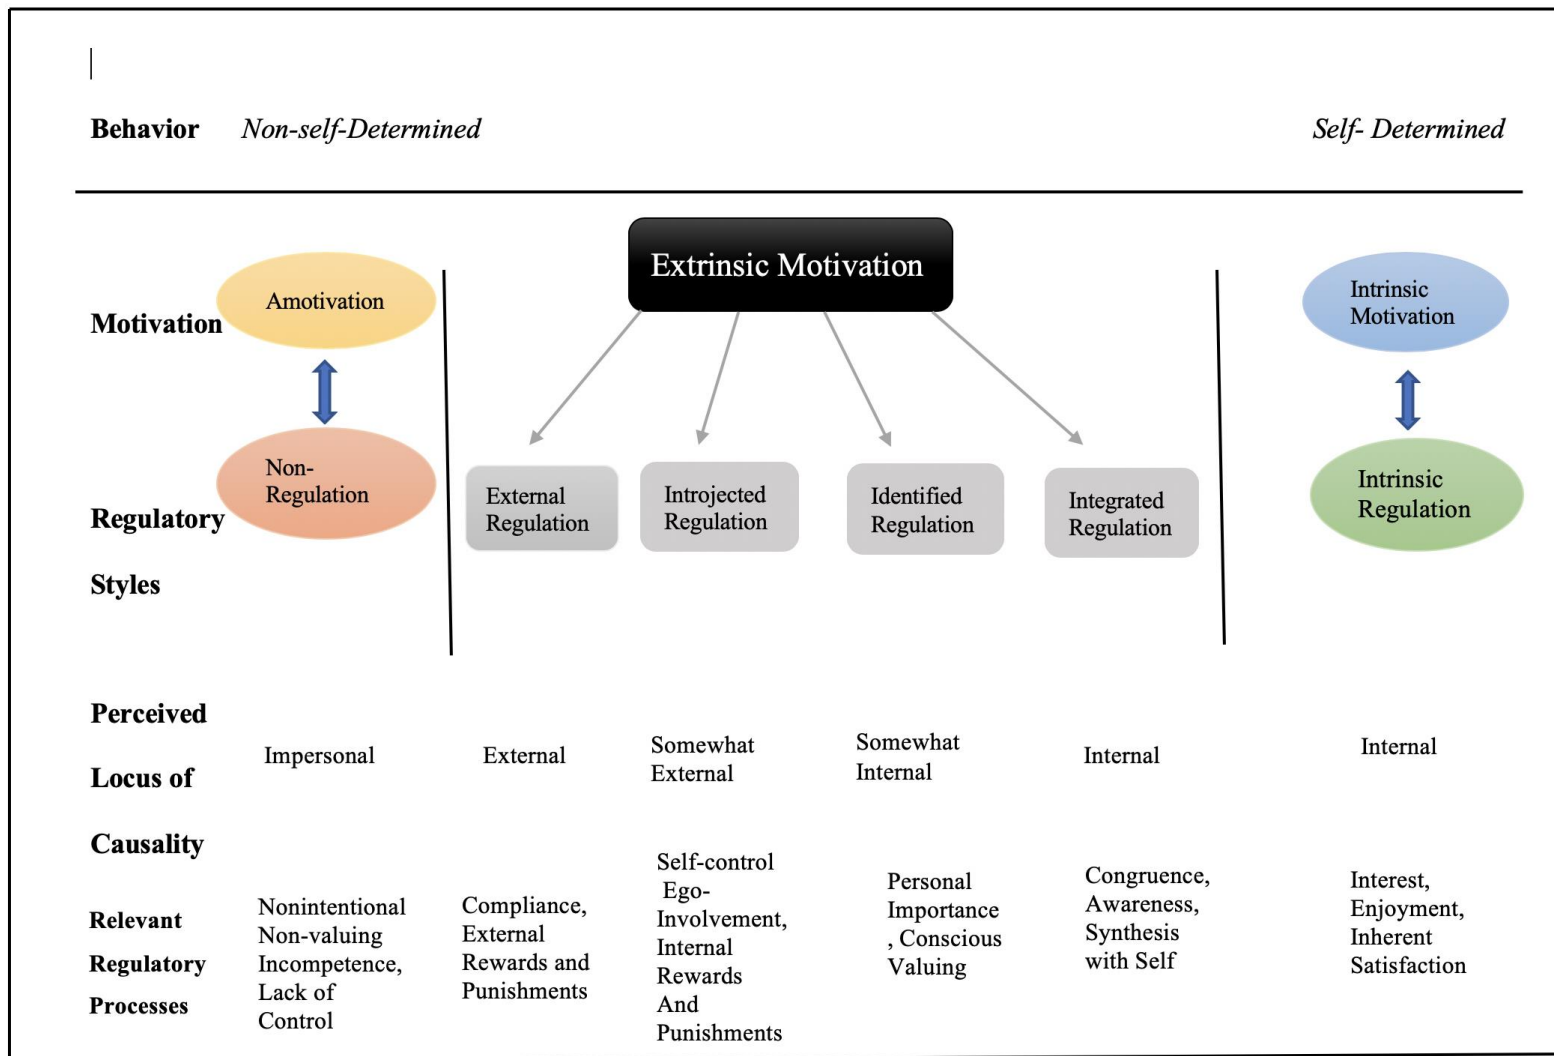 Behavior Non-self-Determined Self- Determined
Extrinsic Motivation
Motivation
Amotivation
Intrinsic
Motivation
Regulatory
Styles
Non-
Regulation
External
Regulation
Introjected
Regulation
Identified
Regulation
Integrated
Regulation
Intrinsic
Regulation
Perceived
Locus of
Causality
Impersonal
External
Somewhat
External
Somewhat
Internal
Internal
Internal
Relevant
Regulatory
Processes
Nonintentional
Non-valuing
Incompetence,
Lack of
Control
Compliance,
External
Rewards and
Punishments
Self-control
Ego-
Involvement,
Internal
Rewards
And
Punishments
Personal
Importance
, Conscious
Valuing
Congruence,
Awareness,
Synthesis
with Self
Interest,
Enjoyment,
Inherent
Satisfaction